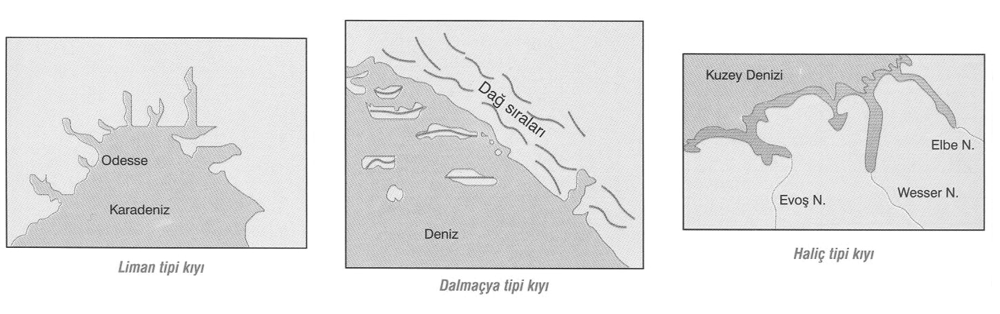 Odesse
Karadeniz
Liman tipi kıyı
Dağ sıraları
Deniz
Dalmaçya tipi kıyı
Kuzey Denizi
Elbe N.
Wesser N.
Evoş N.
Haliç tipi kıyı